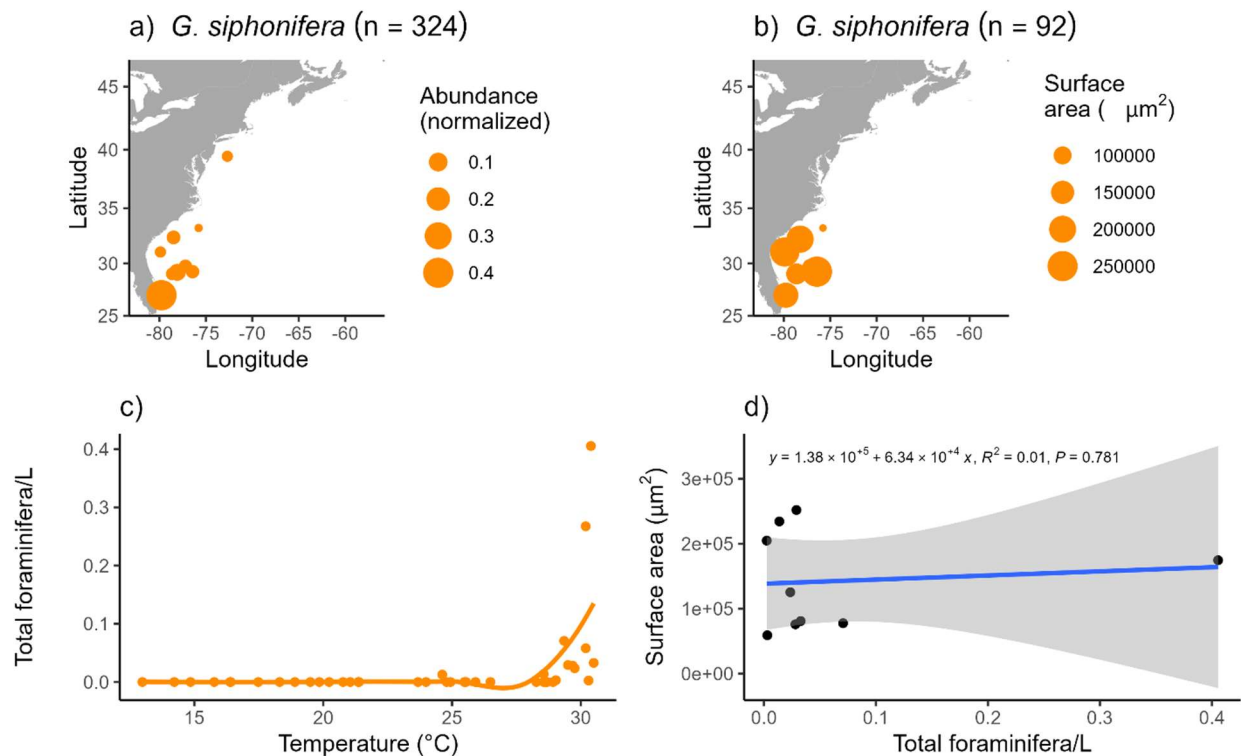 a) G. siphonifera (n = 324)
45
40
35
30
25
-80 -75 -70 -65 -60
Latitude
Longitude
Abundance
(normalized)
0.1
0.2
0.3
0.4
b) G. siphonifera (n = 92)
45
40
35
30
25
-80 -75 -70 -65 -60
Latitude
Longitude
Surface
area ( μm²)
100000
150000
200000
250000
c)
0.4
0.3
0.2
0.1
0.0
15 20 25 30
Total foraminifera/L
Temperature (°C)
d)
y = 1.38 × 10⁺⁵ + 6.34 × 10⁺⁴ x, R² = 0.01, P = 0.781
3e+05
2e+05
1e+05
0e+00
0.0 0.1 0.2 0.3 0.4
Surface area (μm²)
Total foraminifera/L